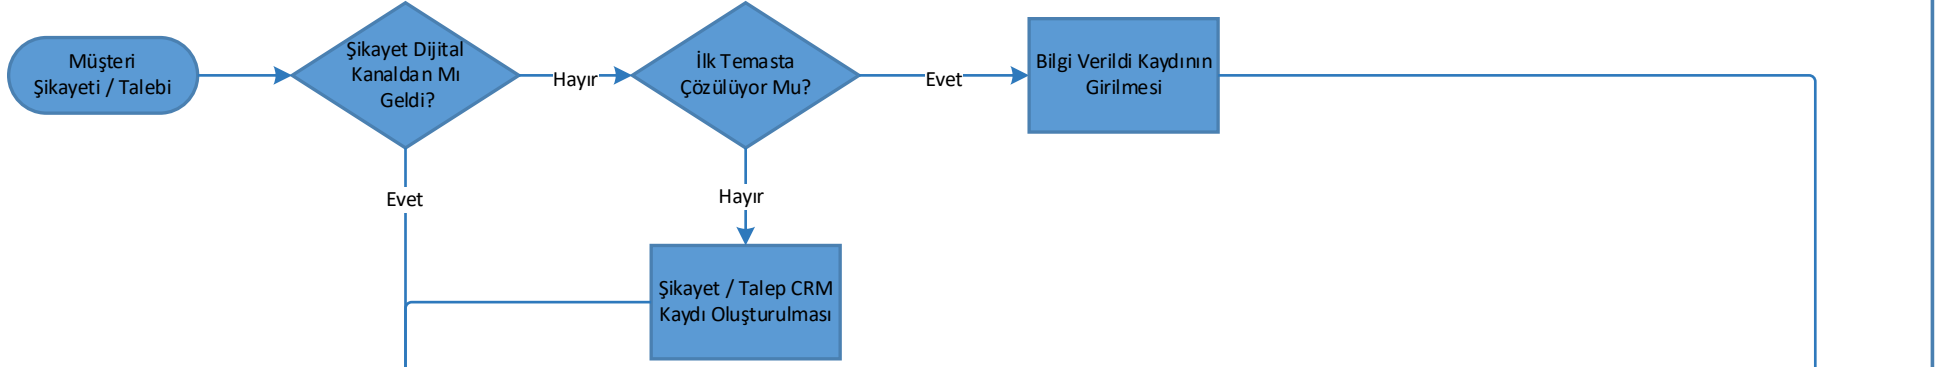 Müşteri
Şikayeti / Talebi
Şikayet Dijital
Kanaldan Mı
Geldi?
Hayır
İlk Temasta
Çözülüyor Mu?
Evet
Bilgi Verildi Kaydının
Girilmesi
Evet
Hayır
Şikayet / Talep CRM
Kaydı Oluşturulması